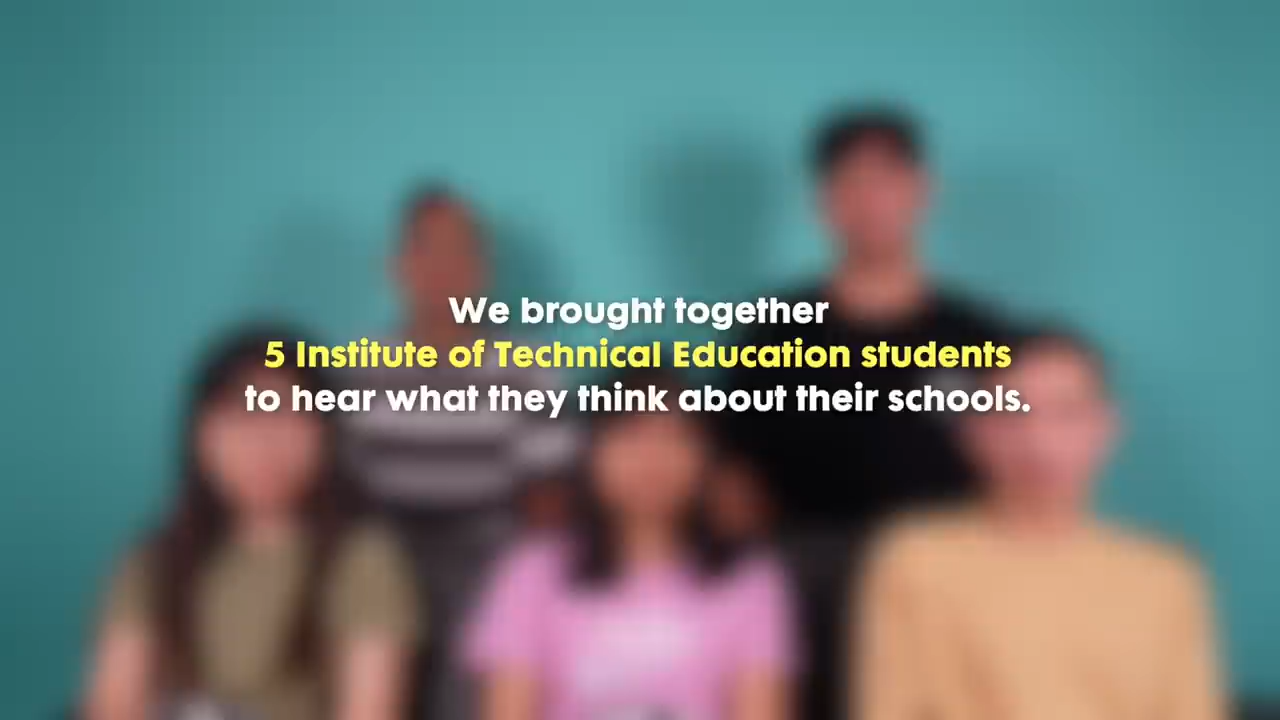 We brought together
5 Institute of Technical Education students
to hear what they think about their schools.